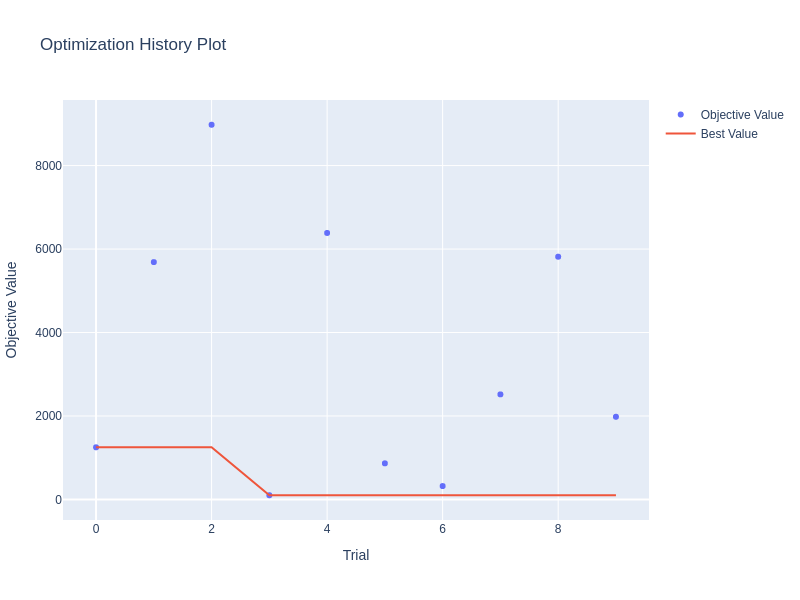 Optimization History Plot
Objective Value
Best Value
8000
6000
4000
2000
0
Objective Value
0
2
4
6
8
Trial